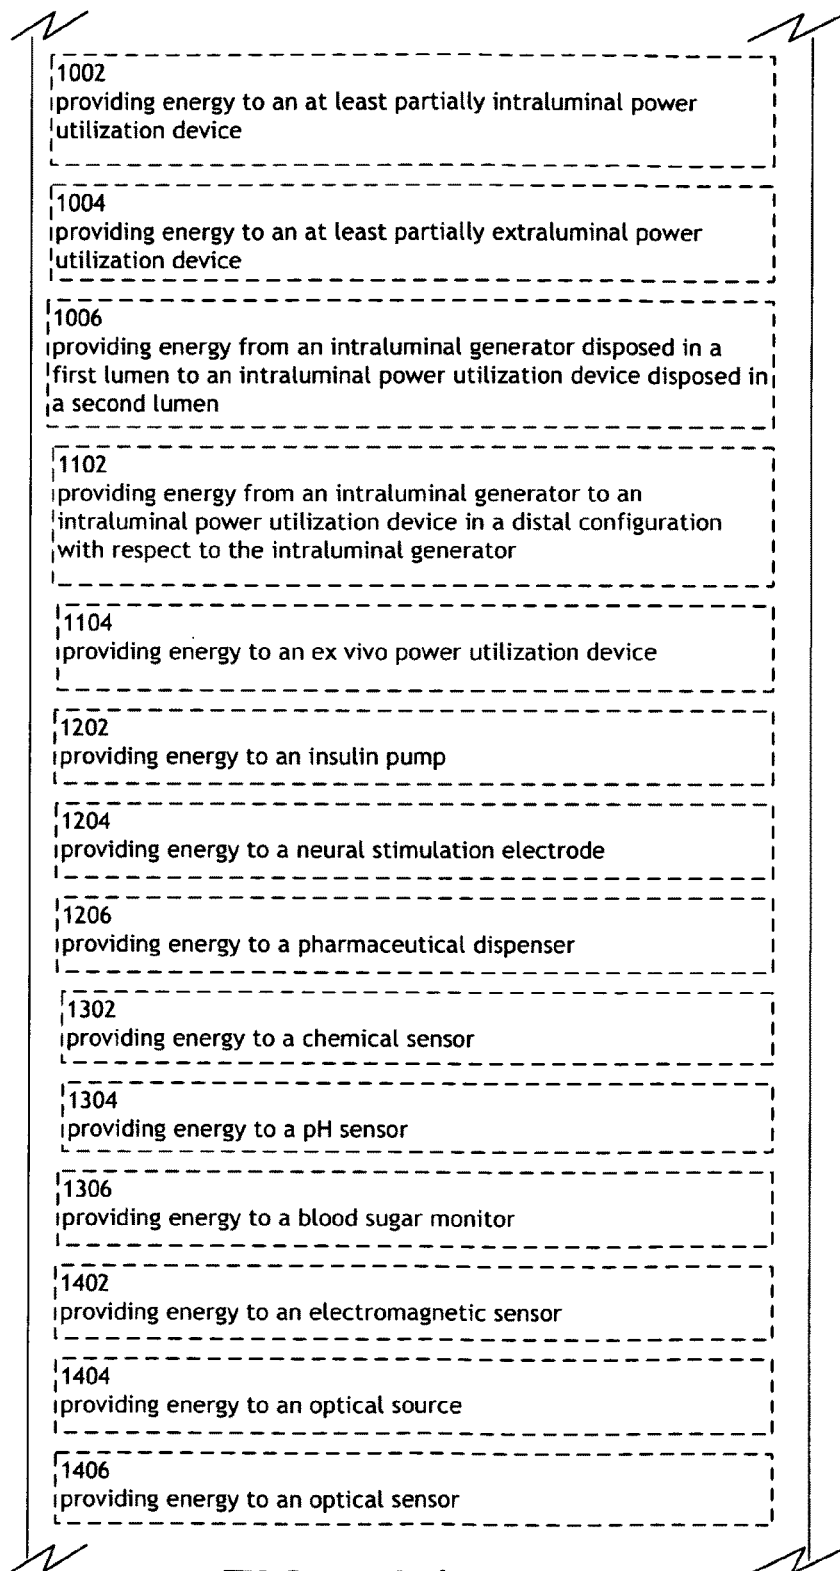 1002
providing energy to an at least partially intraluminal power
utilization device
1004
providing energy to an at least partially extraluminal power
utilization device
1006
providing energy from an intraluminal generator disposed in a
first lumen to an intraluminal power utilization device disposed in
a second lumen
1102
providing energy from an intraluminal generator to an
intraluminal power utilization device in a distal configuration
with respect to the intraluminal generator
1104
providing energy to an ex vivo power utilization device
1202
providing energy to an insulin pump
1204
providing energy to a neural stimulation electrode
1206
providing energy to a pharmaceutical dispenser
1302
providing energy to a chemical sensor
1304
providing energy to a pH sensor
1306
providing energy to a blood sugar monitor
1402
providing energy to an electromagnetic sensor
1404
providing energy to an optical source
1406
providing energy to an optical sensor